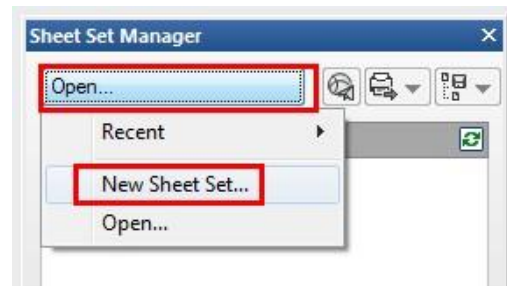 Sheet Set Manager
Open...
Recent
New Sheet Set...
Open...